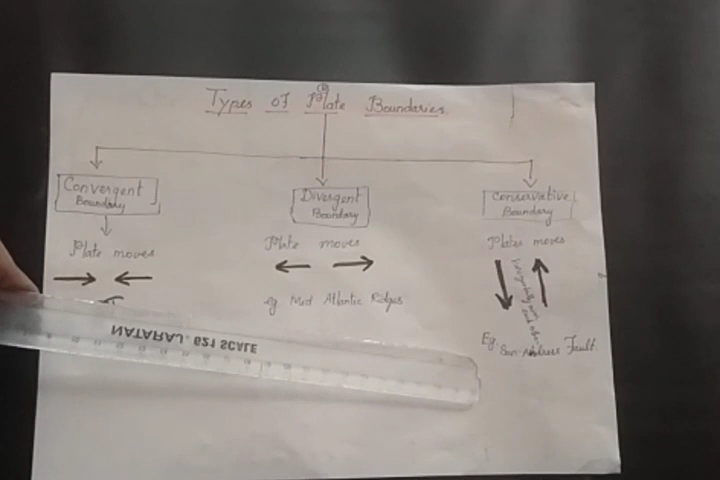 Types of Plate Boundaries
Convergent
Boundary
Plate moves
Divergent
Boundary
Plate moves
eg Mid Atlantic Ridges
Conservative
Boundary
Plates moves
Eg. San Fault.
NATARAJ. 621 SCALE